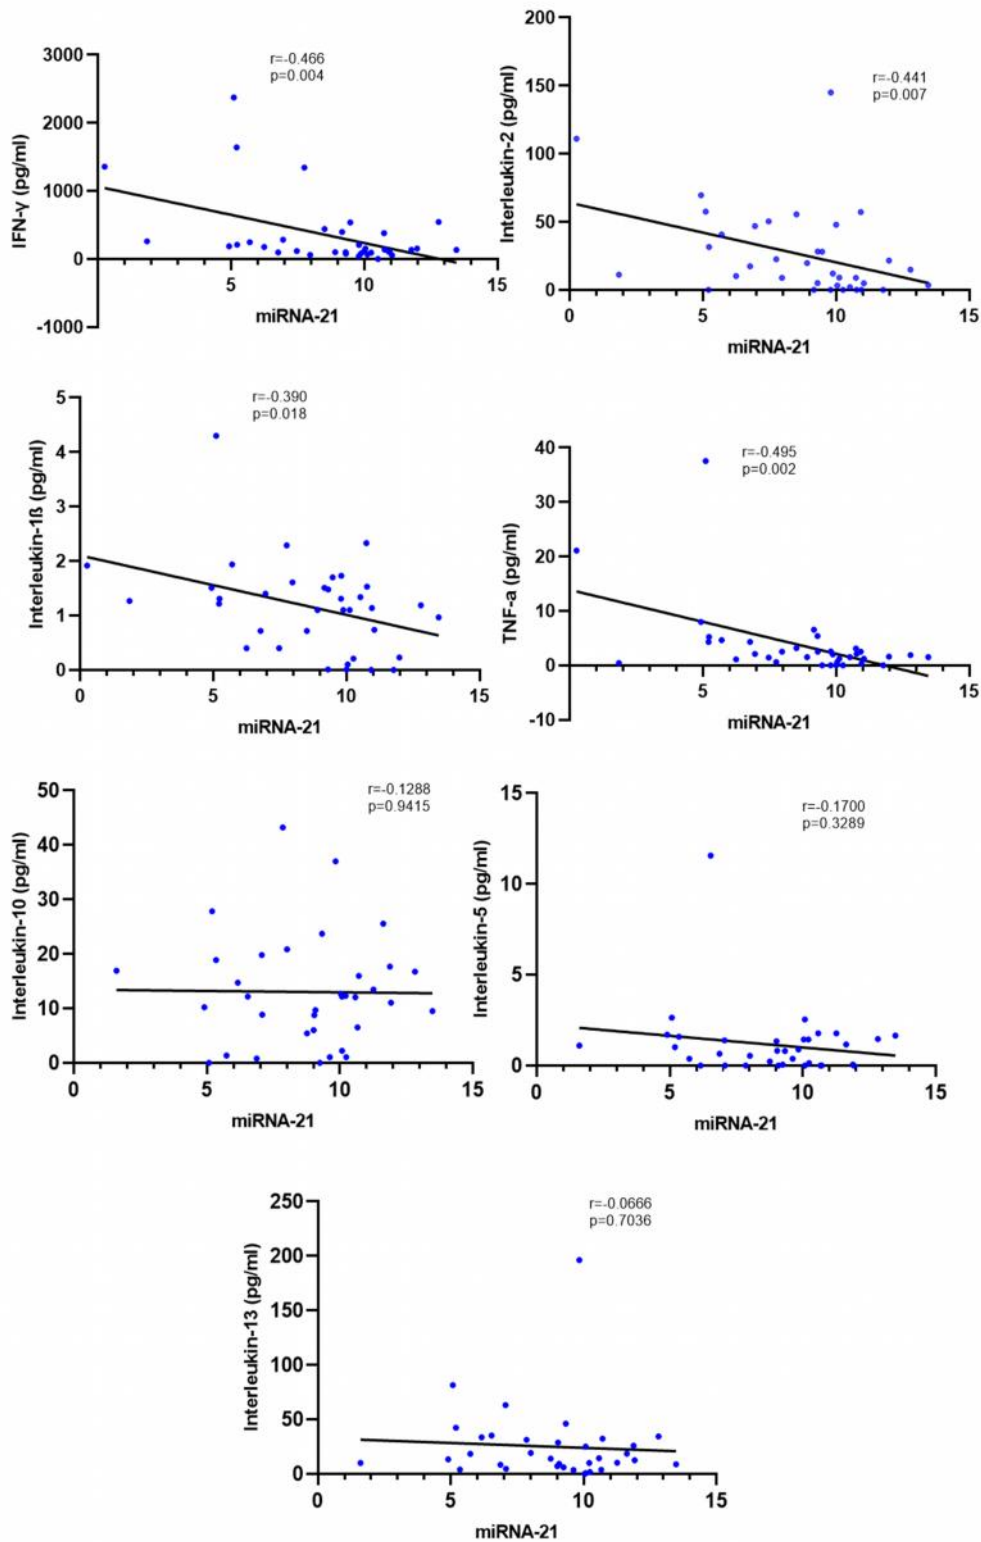 IFN-γ (pg/ml)
3000
2000
1000
0
-1000
5
10
15
miRNA-21
r=-0.466
p=0.004
Interleukin-2 (pg/ml)
200
150
100
50
0
0
5
10
15
miRNA-21
r=-0.441
p=0.007
Interleukin-1ß (pg/ml)
5
4
3
2
1
0
0
5
10
15
miRNA-21
r=-0.390
p=0.018
TNF-a (pg/ml)
40
30
20
10
0
-10
5
10
15
miRNA-21
r=-0.495
p=0.002
Interleukin-10 (pg/ml)
50
40
30
20
10
0
0
5
10
15
miRNA-21
r=-0.1288
p=0.9415
Interleukin-5 (pg/ml)
15
10
5
0
0
5
10
15
miRNA-21
r=-0.1700
p=0.3289
Interleukin-13 (pg/ml)
250
200
150
100
50
0
0
5
10
15
miRNA-21
r=-0.0666
p=0.7036